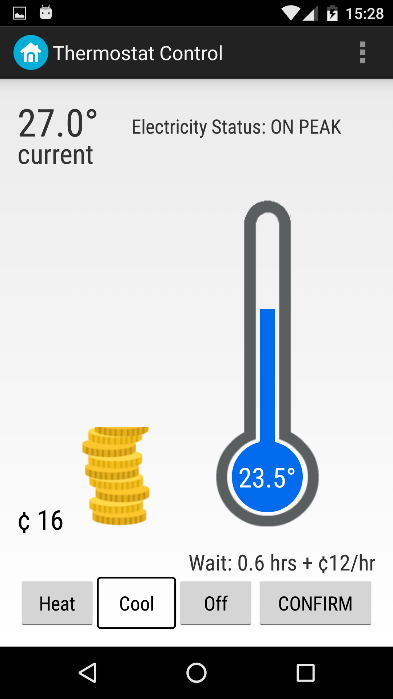 15:28
Thermostat Control
27.0°
current
Electricity Status: ON PEAK
23.5°
¢ 16
Wait: 0.6 hrs + ¢12/hr
Heat
Cool
Off
CONFIRM